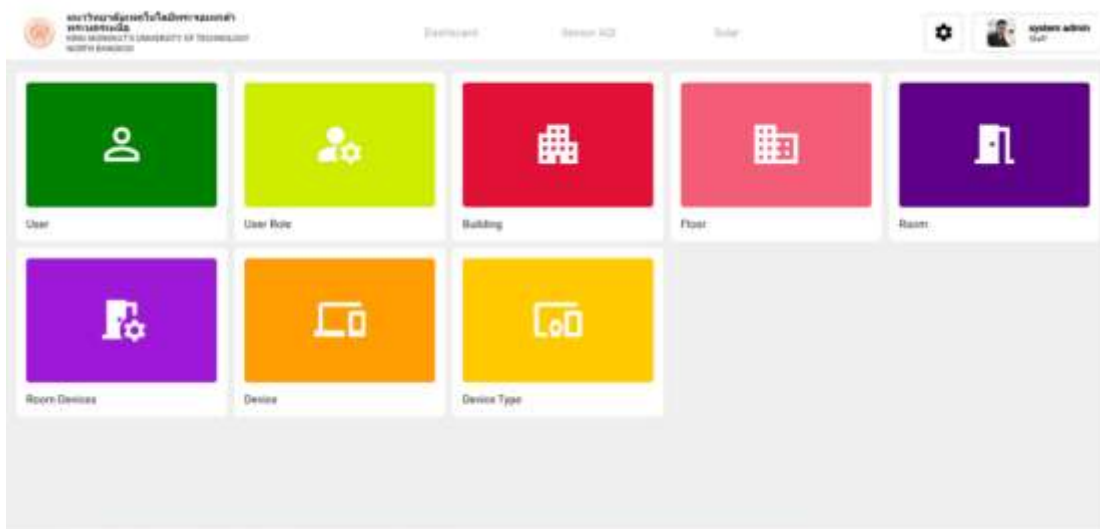 KING MONGKUT'S UNIVERSITY OF TECHNOLOGY
NORTH BANGKOK
Dashboard
Sensor AQI
Solar
system admin
Staff
User
User Role
Building
Floor
Room
Room Devices
Device
Device Type